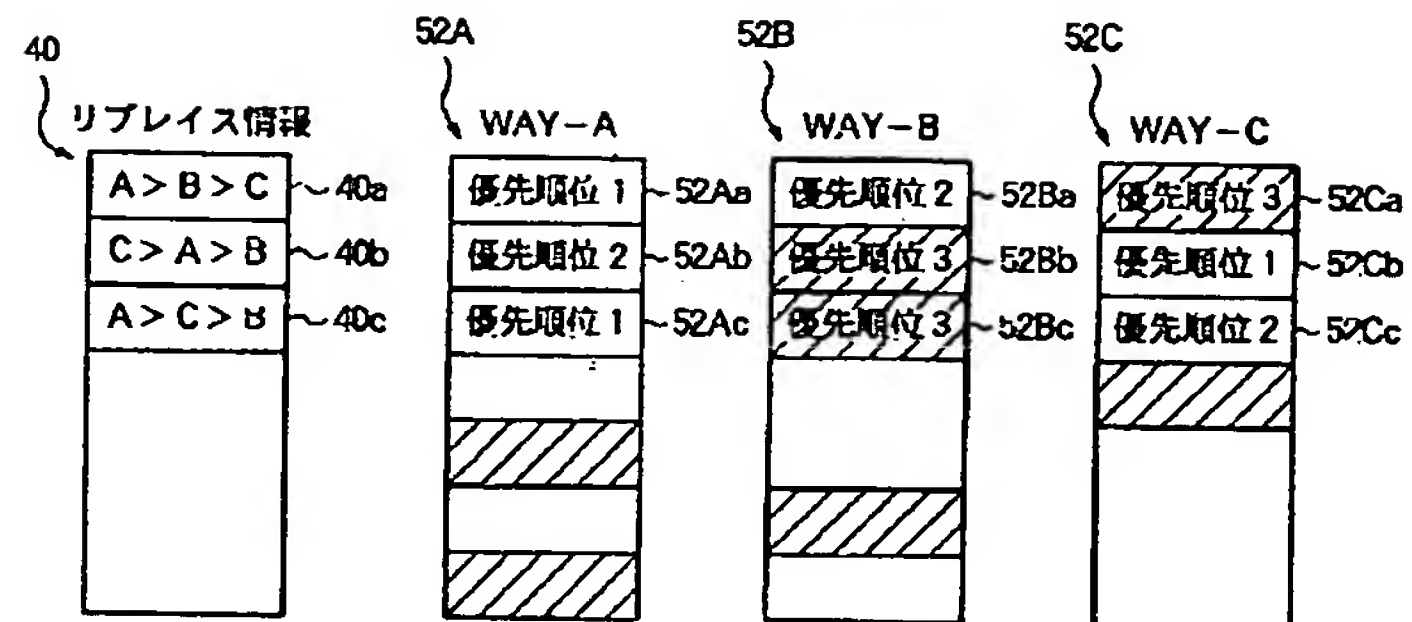 40
52A
52B
52C
リプレイス情報
WAY-A
WAY-B
WAY-C
A>B>C
40a
優先順位1
52Aa
優先順位2
52Ba
優先順位3
52Ca
C>A>B
40b
優先順位2
52Ab
優先順位3
52Bb
優先順位1
52Cb
A>C>B
40c
優先順位1
52Ac
優先順位3
52Bc
優先順位2
52Cc